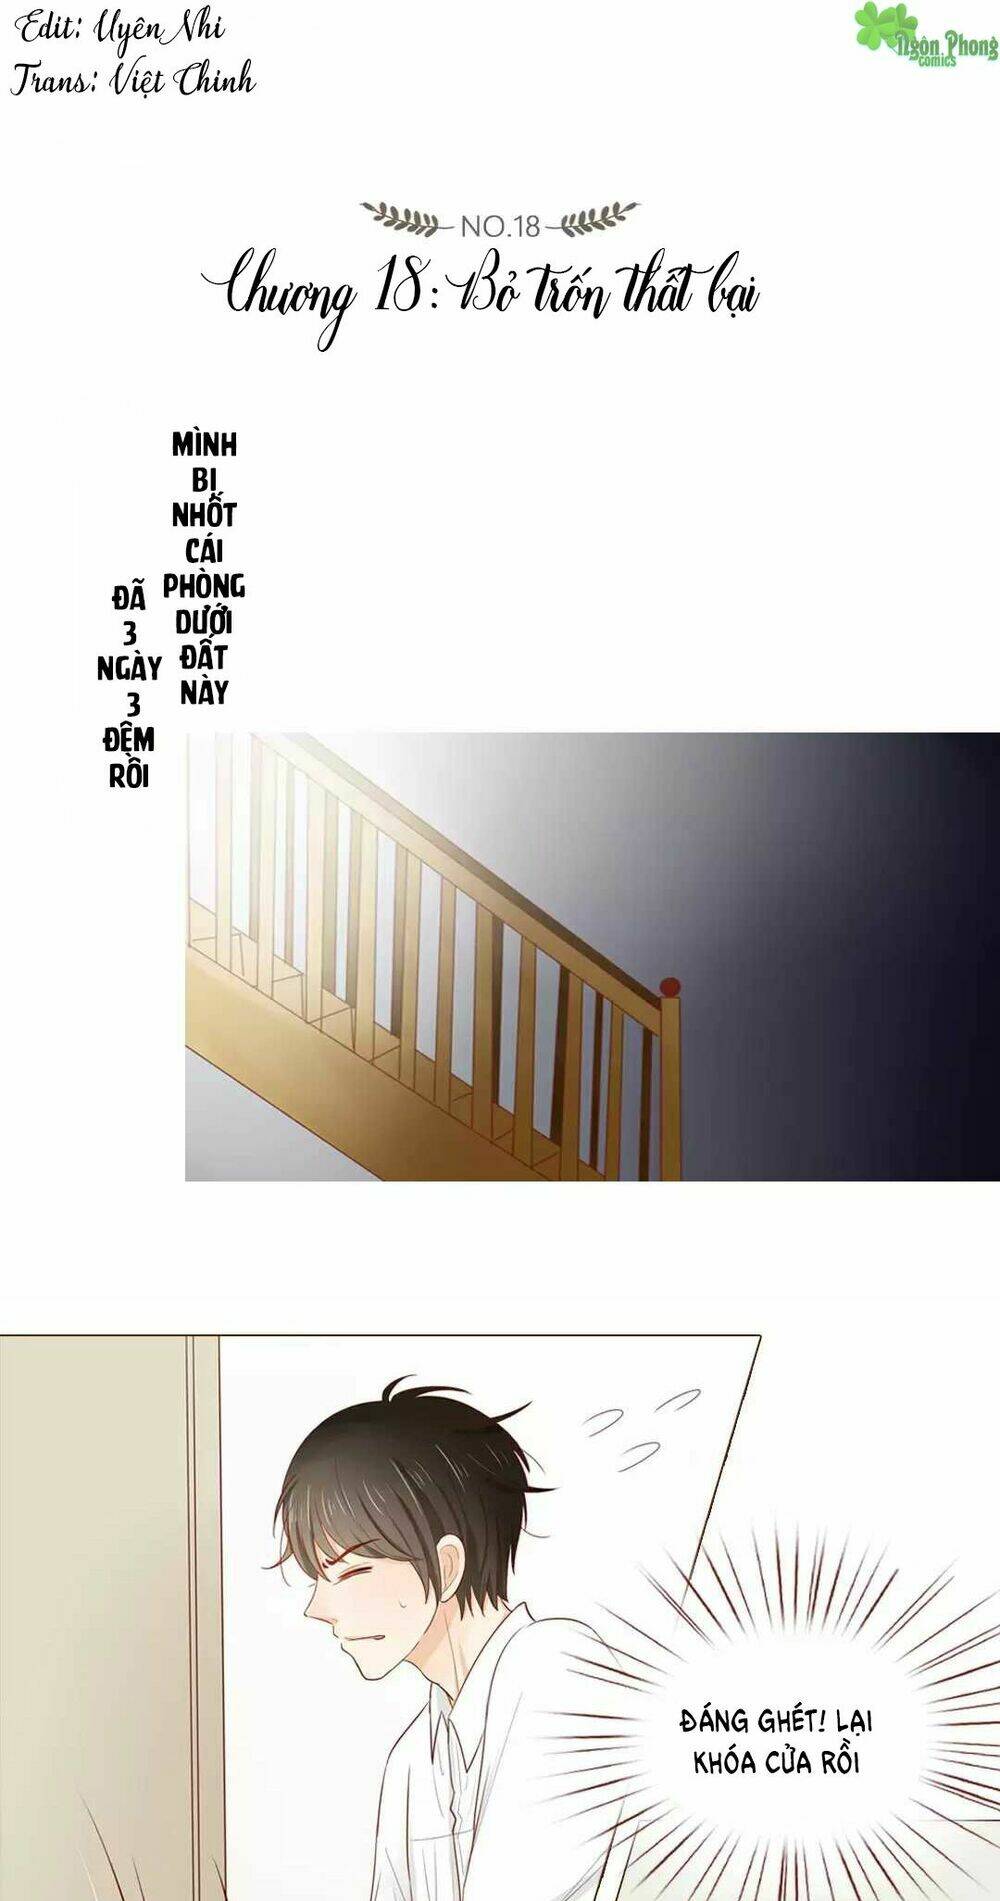 Edit: Uyên Nhi
Trans: Việt Chinh
Ngôn Phong
comics
NO.18
Chương 18: Bỏ trốn thất bại
MÌNH
BỊ
NHỐT
CÁI
PHÒNG
DƯỚI
ĐẤT
NÀY
ĐÃ
3
NGÀY
3
ĐÊM
RỒI
ĐÁNG GHÉT! LẠI
KHÓA CỬA RỒI